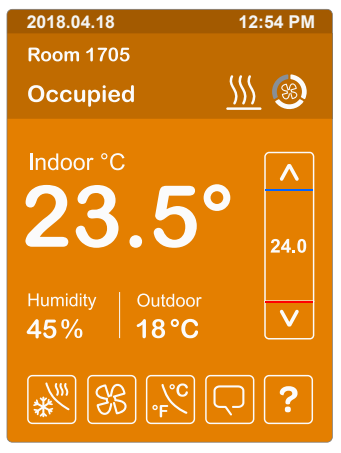 2018.04.18 12:54 PM
Room 1705
Occupied
Indoor °C
23.5°
24.0
Humidity Outdoor
45% 18°C
°F °C ?